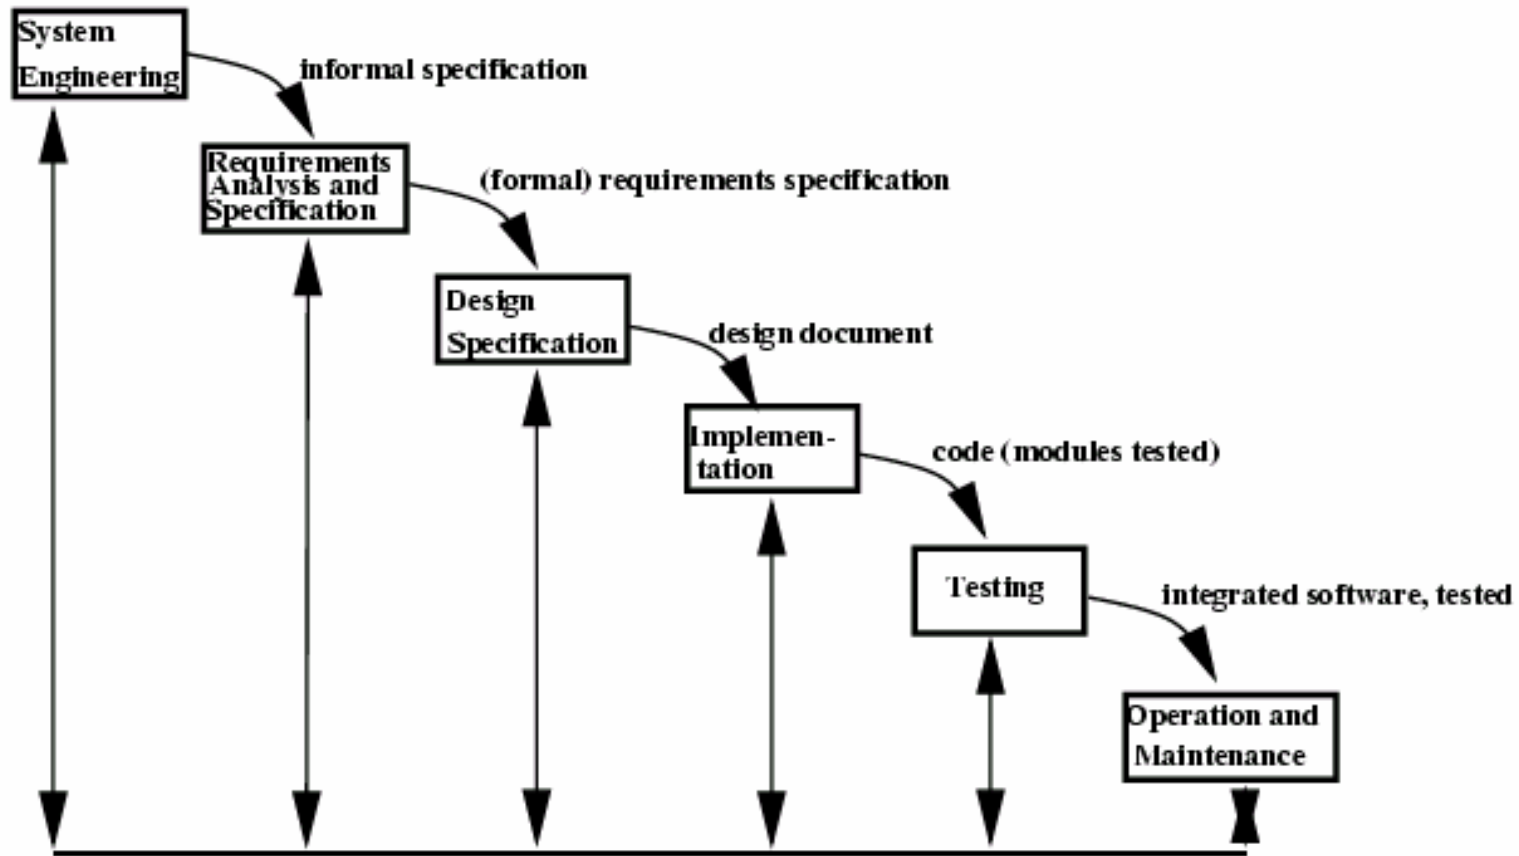 System
Engineering
informal specification
Requirements
Analysis and
Specification
(formal) requirements specification
Design
Specification
design document
Implemen-
tation
code (modules tested)
Testing
integrated software, tested
Operation and
Maintenance